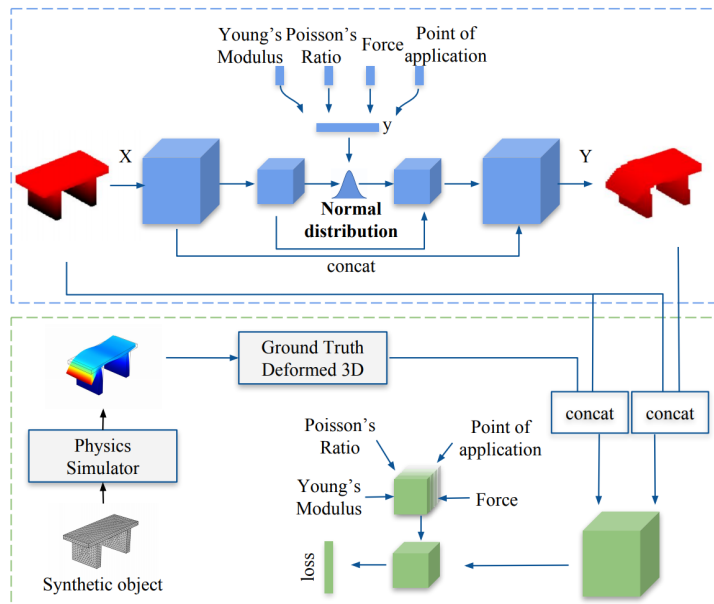 Young's
Modulus
Poisson's
Ratio
Force
Point of
application
y
X
Y
Normal
distribution
concat
Ground Truth
Deformed 3D
Physics
Simulator
Synthetic object
concat
concat
Poisson's
Ratio
Point of
application
Young's
Modulus
Force
loss